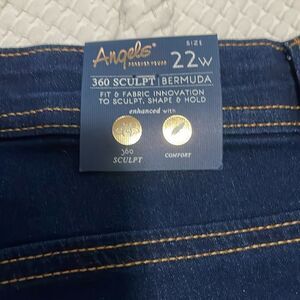 Angels
FOREVER YOUNG
SIZE
22W
360 SCULPT | BERMUDA
FIT & FABRIC INNOVATION
TO SCULPT, SHAPE & HOLD
enhanced with
360
SCULPT
COMFORT